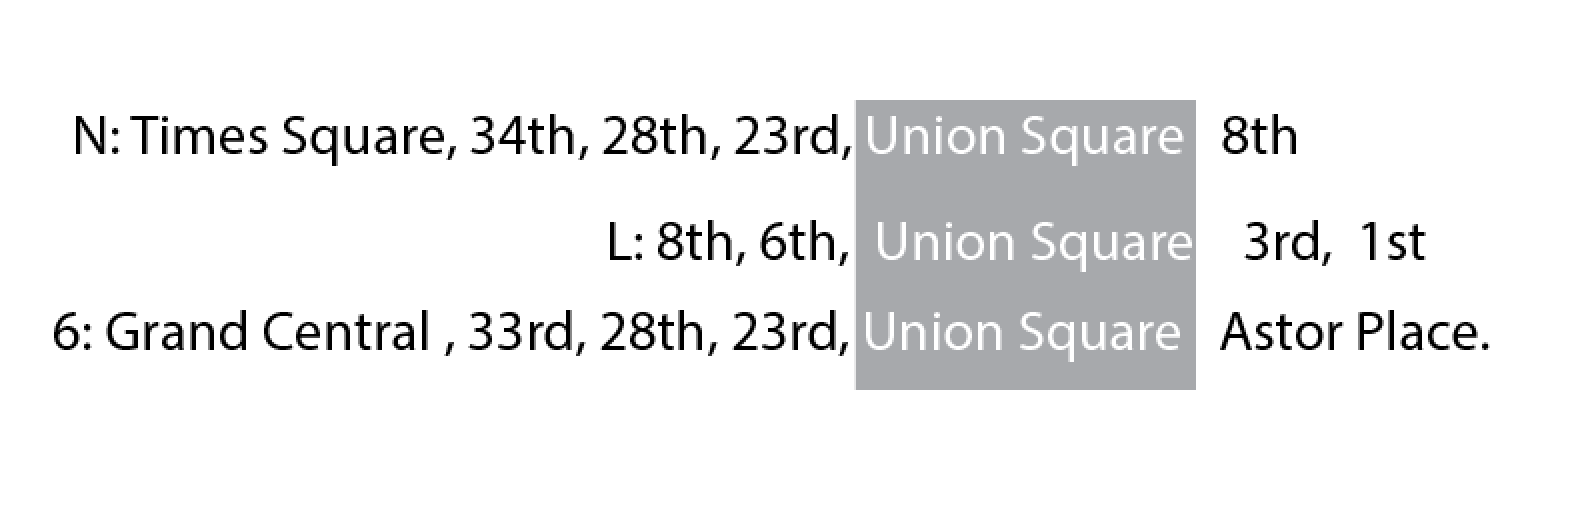 N: Times Square, 34th, 28th, 23rd, Union Square 8th
L: 8th, 6th, Union Square 3rd, 1st
6: Grand Central , 33rd, 28th, 23rd, Union Square Astor Place.